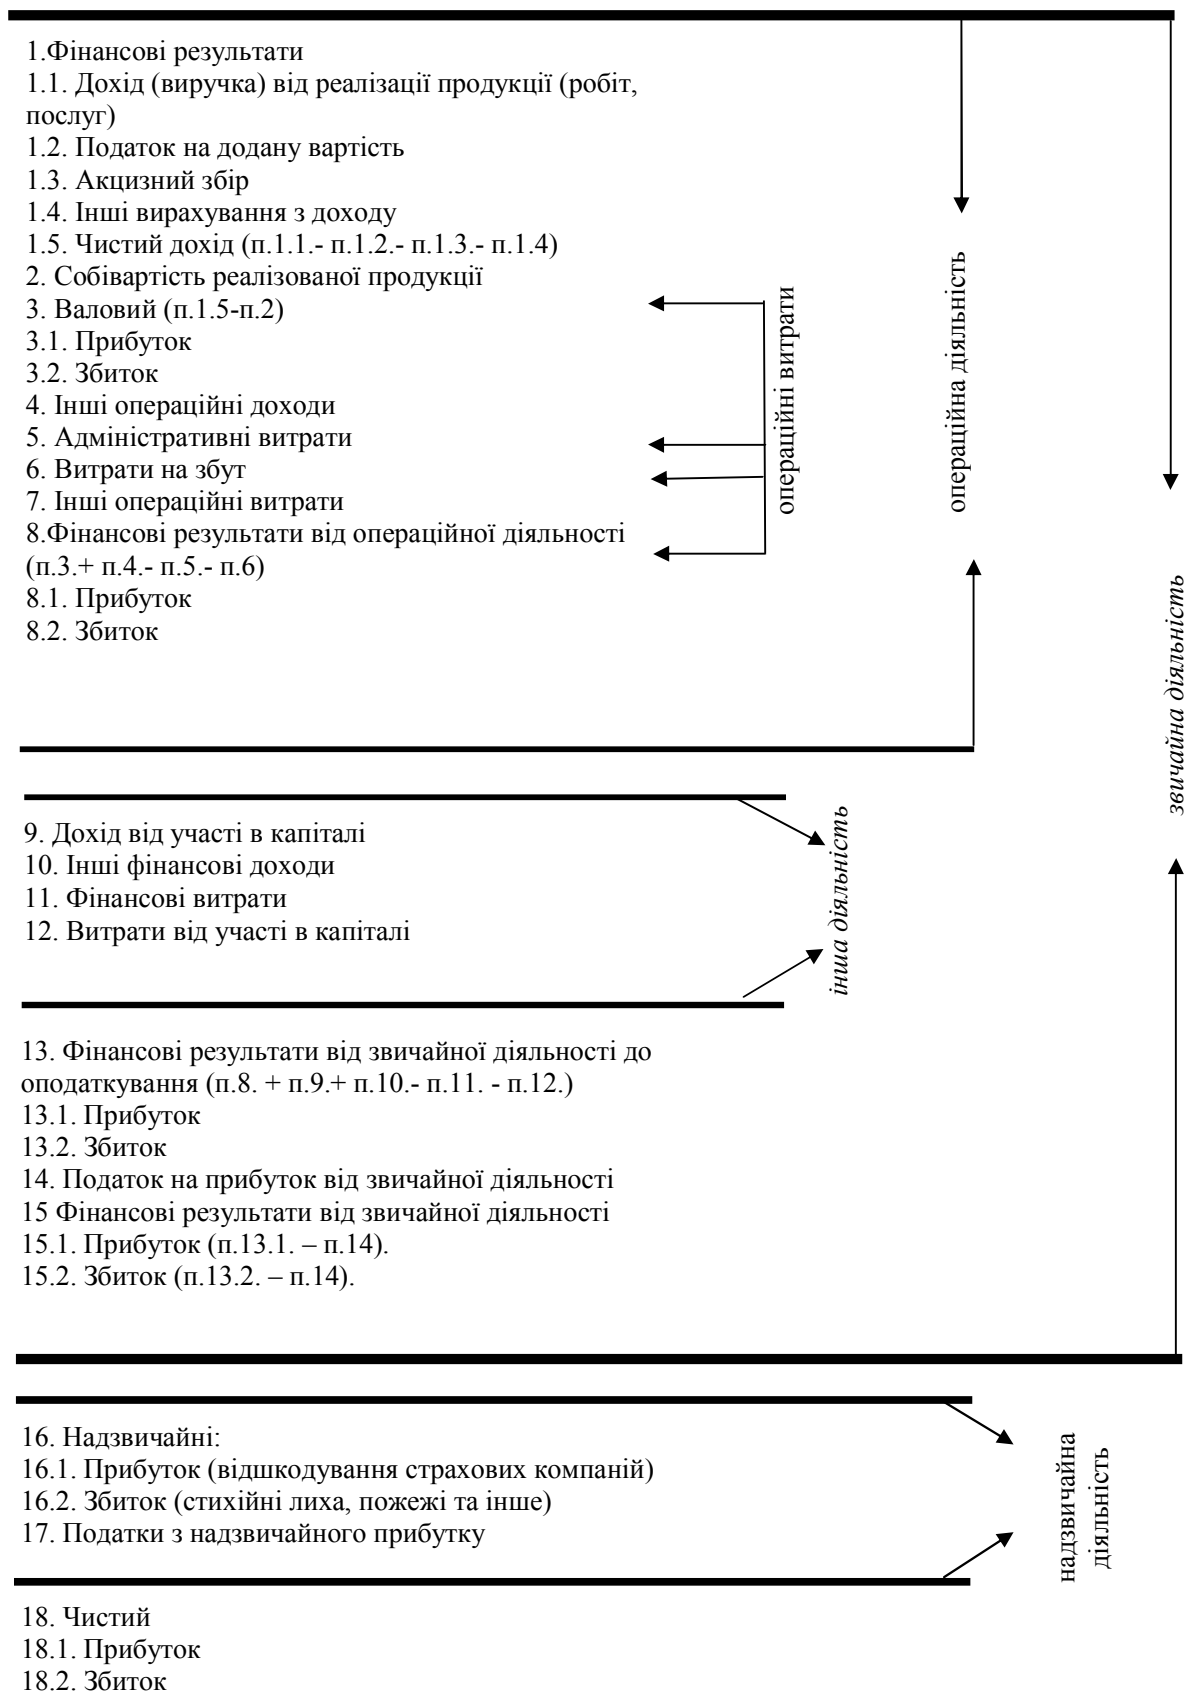 1.Фінансові результати
1.1. Дохід (виручка) від реалізації продукції (робіт,
послуг)
1.2. Податок на додану вартість
1.3. Акцизний збір
1.4. Інші вирахування з доходу
1.5. Чистий дохід (п.1.1.- п.1.2.- п.1.3.- п.1.4)
2. Собівартість реалізованої продукції
3. Валовий (п.1.5-п.2)
3.1. Прибуток
3.2. Збиток
4. Інші операційні доходи
5. Адміністративні витрати
6. Витрати на збут
7. Інші операційні витрати
8.Фінансові результати від операційної діяльності
(п.3.+ п.4.- п.5.- п.6)
8.1. Прибуток
8.2. Збиток
операційні витрати
операційна діяльність
звичайна діяльність
9. Дохід від участі в капіталі
10. Інші фінансові доходи
11. Фінансові витрати
12. Витрати від участі в капіталі
інша діяльність
13. Фінансові результати від звичайної діяльності до
оподаткування (п.8. + п.9.+ п.10.- п.11. - п.12.)
13.1. Прибуток
13.2. Збиток
14. Податок на прибуток від звичайної діяльності
15 Фінансові результати від звичайної діяльності
15.1. Прибуток (п.13.1. – п.14).
15.2. Збиток (п.13.2. – п.14).
16. Надзвичайні:
16.1. Прибуток (відшкодування страхових компаній)
16.2. Збиток (стихійні лиха, пожежі та інше)
17. Податки з надзвичайного прибутку
надзвичайна
діяльність
18. Чистий
18.1. Прибуток
18.2. Збиток